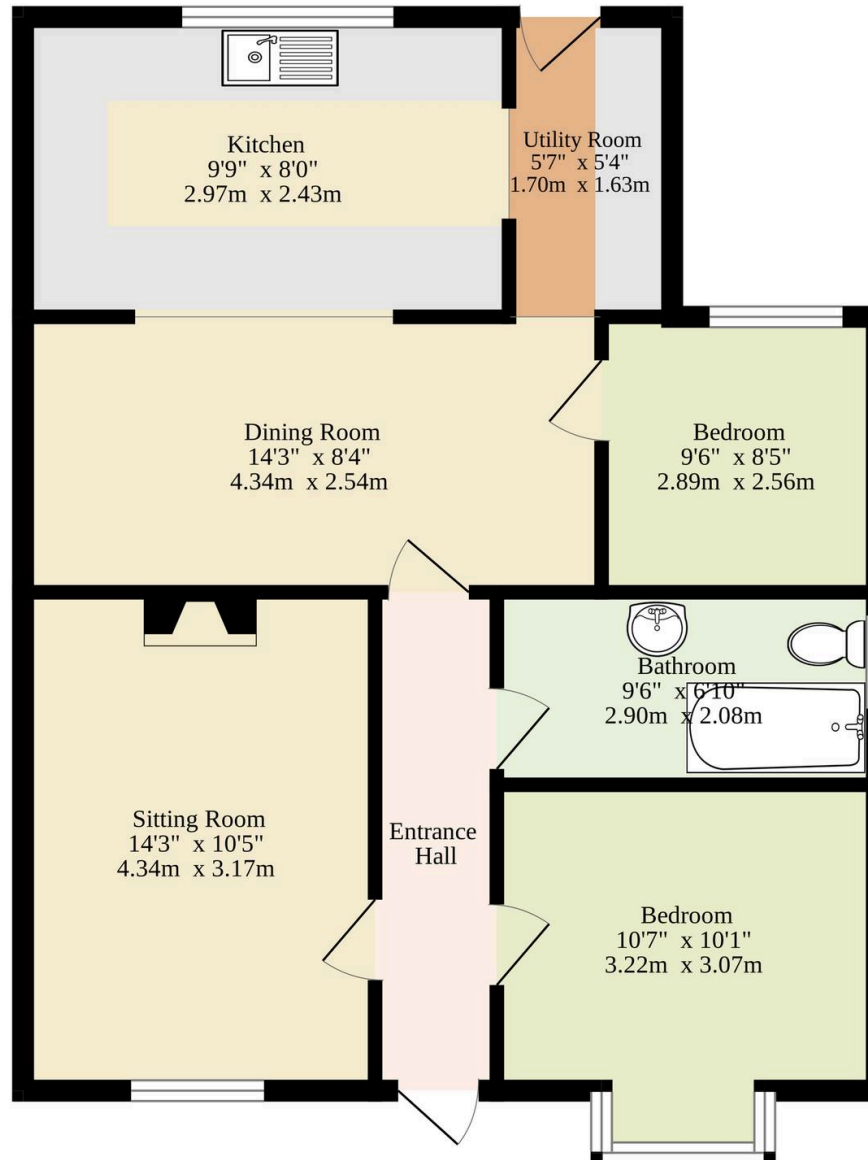 Kitchen
9'9" x 8'0"
2.97m x 2.43m
Utility Room
5'7" x 5'4"
1.70m x 1.63m
Dining Room
14'3" x 8'4"
4.34m x 2.54m
Bedroom
9'6" x 8'5"
2.89m x 2.56m
Bathroom
9'6" x 6'10"
2.90m x 2.08m
Sitting Room
14'3" x 10'5"
4.34m x 3.17m
Entrance
Hall
Bedroom
10'7" x 10'1"
3.22m x 3.07m